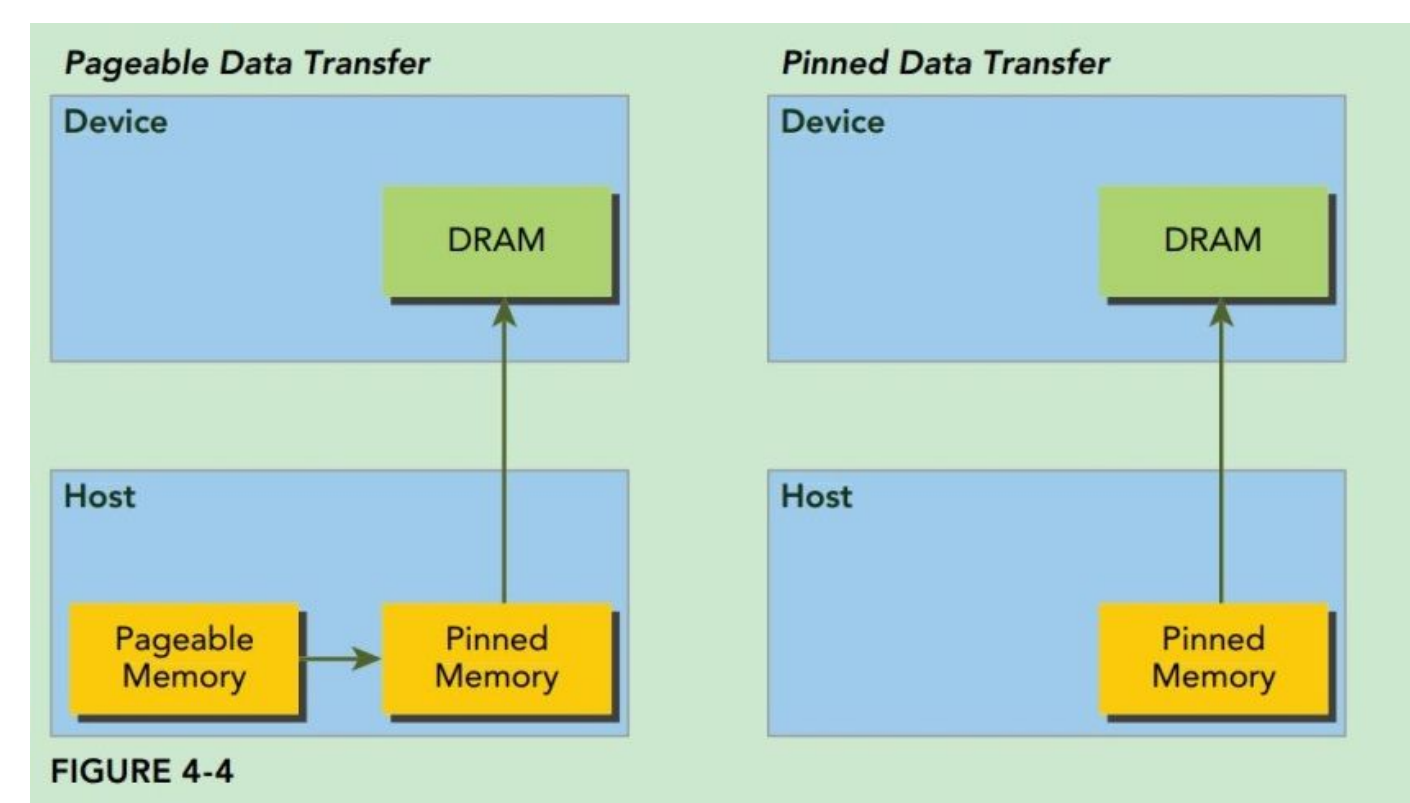 Pageable Data Transfer
Device
DRAM
Host
Pageable
Memory
Pinned
Memory
Pinned Data Transfer
Device
DRAM
Host
Pinned
Memory
FIGURE 4-4